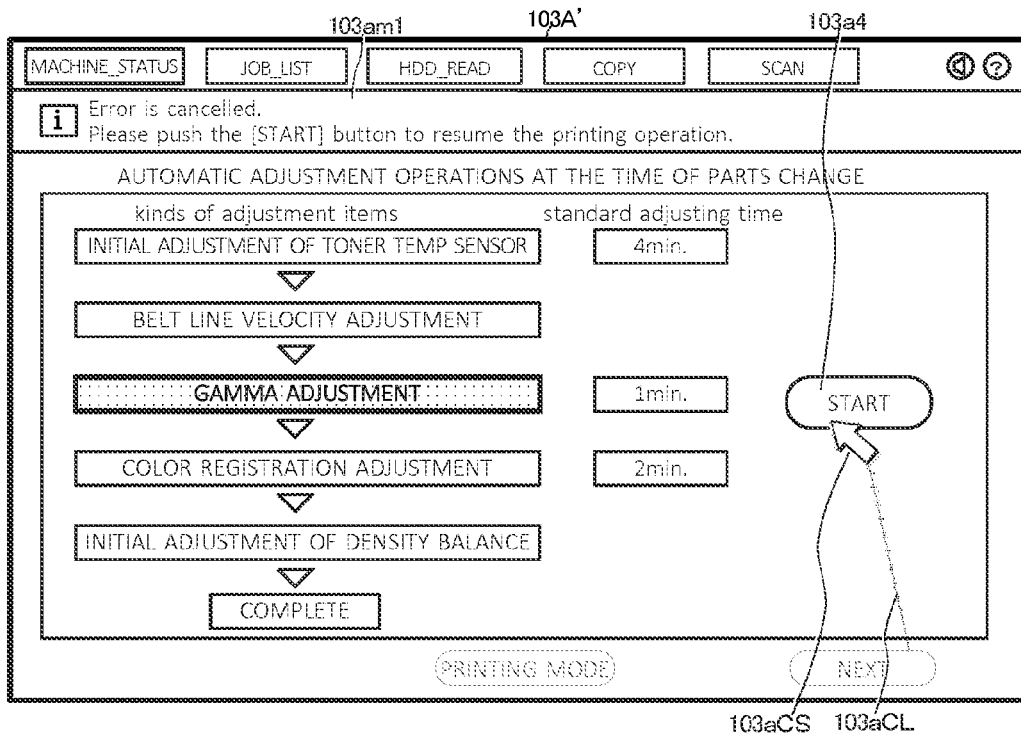 103am1 103A' 103a4
MACHINE_STATUS JOB_LIST HDD_READ COPY SCAN ?
i Error is cancelled.
Please push the [START] button to resume the printing operation.
AUTOMATIC ADJUSTMENT OPERATIONS AT THE TIME OF PARTS CHANGE
kinds of adjustment items standard adjusting time
INITIAL ADJUSTMENT OF TONER TEMP SENSOR 4min.
BELT LINE VELOCITY ADJUSTMENT
GAMMA ADJUSTMENT 1min.
START
COLOR REGISTRATION ADJUSTMENT 2min.
INITIAL ADJUSTMENT OF DENSITY BALANCE
COMPLETE
PRINTING MODE NEXT
103aCS 103aCL